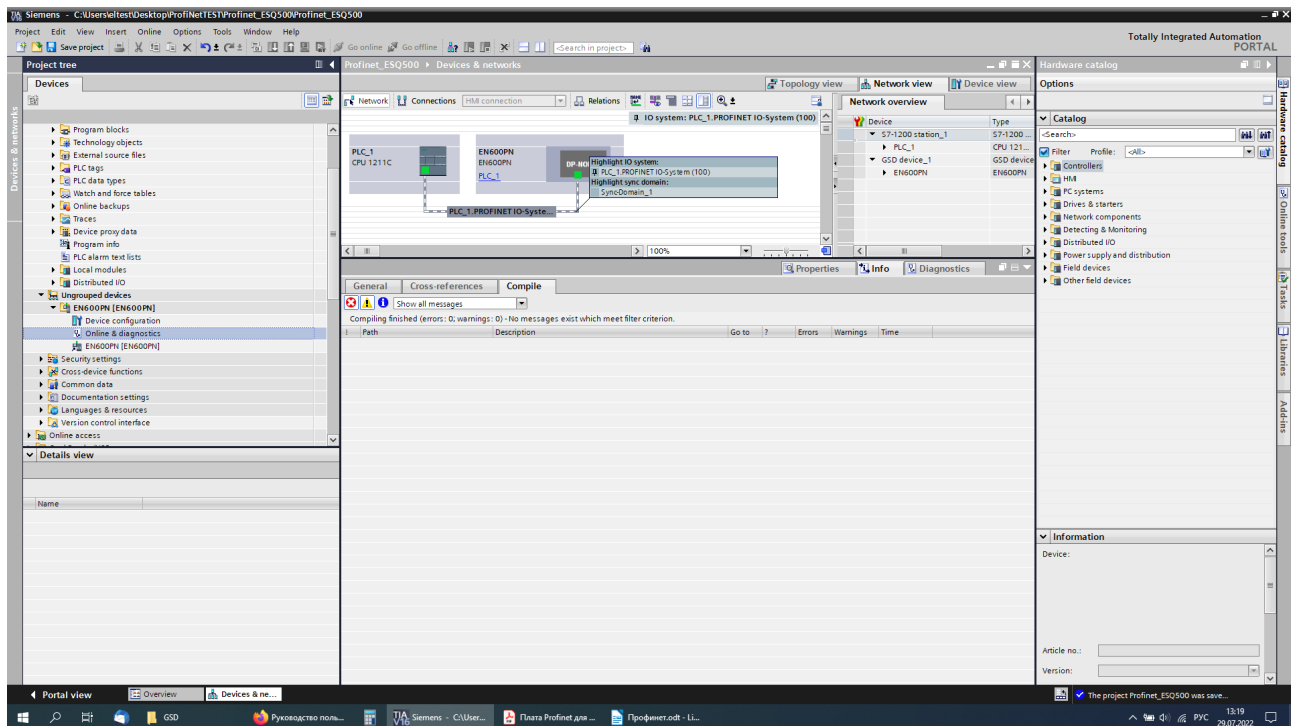 Siemens - C:\Users\eltest\Desktop\ProfiNetTEST\Profinet_ESQ500\Profinet_ESQ500
Project Edit View Insert Online Options Tools Window Help
Totally Integrated Automation
PORTAL
Save project
Go online Go offline
<Search in project>
Project tree
Profinet_ESQ500 ▸ Devices & networks
Hardware catalog
Devices
Topology view Network view Device view
Options
Network Connections HMI connection Relations
Network overview
IO system: PLC_1.PROFINET IO-System (100)
Device Type
S7-1200 station_1 S7-1200 ...
PLC_1 CPU 121...
GSD device_1 GSD device
EN600PN EN600PN
PLC_1
CPU 1211C
EN600PN
EN600PN
PLC_1
DP-NO
Highlight IO system:
PLC_1.PROFINET IO-System (100)
Highlight sync domain:
SyncDomain_1
PLC_1.PROFINET IO-Syste...
100%
Devices & networks
Program blocks
Technology objects
External source files
PLC tags
PLC data types
Watch and force tables
Online backups
Traces
Device proxy data
Program info
PLC alarm text lists
Local modules
Distributed I/O
Ungrouped devices
EN600PN [EN600PN]
Device configuration
Online & diagnostics
EN600PN [EN600PN]
Security settings
Cross-device functions
Common data
Documentation settings
Languages & resources
Version control interface
Online access
Details view
Name
Properties Info Diagnostics
General Cross-references Compile
Show all messages
Compiling finished (errors: 0; warnings: 0) - No messages exist which meet filter criterion.
! Path Description Go to ? Errors Warnings Time
Catalog
<Search>
Filter Profile: <All>
Controllers
HMI
PC systems
Drives & starters
Network components
Detecting & Monitoring
Distributed I/O
Power supply and distribution
Field devices
Other field devices
Information
Device:
Article no.:
Version:
Hardware catalog
Online tools
Tasks
Libraries
Add-ins
Portal view Overview Devices & ne...
The project Profinet_ESQ500 was save...
GSD
Руководство поль...
Siemens - C:\User...
Плата Profinet для ...
Профинет.odt - Li...
РУС
13:19
29.07.2022